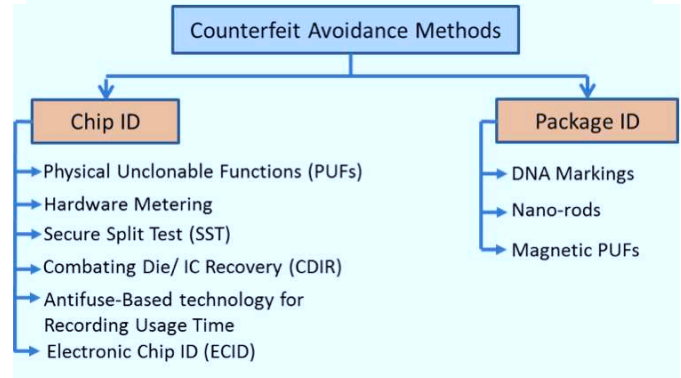 Counterfeit Avoidance Methods
Chip ID
Physical Unclonable Functions (PUFs)
Hardware Metering
Secure Split Test (SST)
Combating Die/ IC Recovery (CDIR)
Antifuse-Based technology for
Recording Usage Time
Electronic Chip ID (ECID)
Package ID
DNA Markings
Nano-rods
Magnetic PUFs